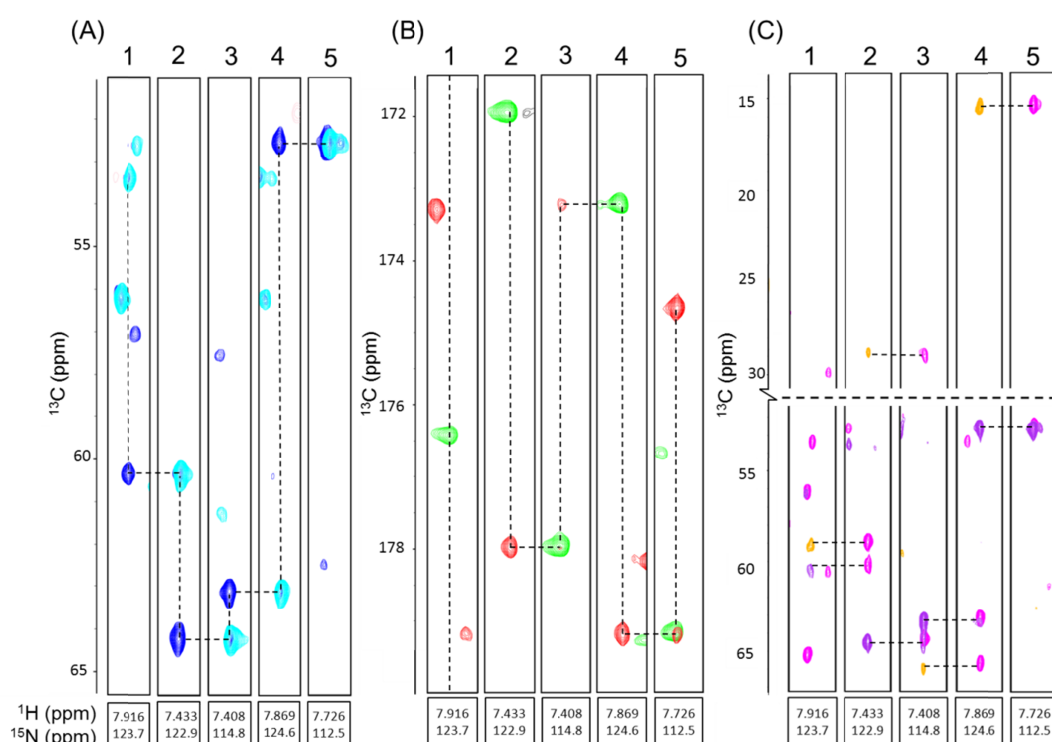 (A)
1 2 3 4 5
55
60
65
¹³C (ppm)
(B)
1 2 3 4 5
172
174
176
178
¹³C (ppm)
(C)
1 2 3 4 5
15
20
25
30
55
60
65
¹³C (ppm)
¹H (ppm) 7.916 7.433 7.408 7.869 7.726 7.916 7.433 7.408 7.869 7.726 7.916 7.433 7.408 7.869 7.726
¹⁵N (ppm) 123.7 122.9 114.8 124.6 112.5 123.7 122.9 114.8 124.6 112.5 123.7 122.9 114.8 124.6 112.5